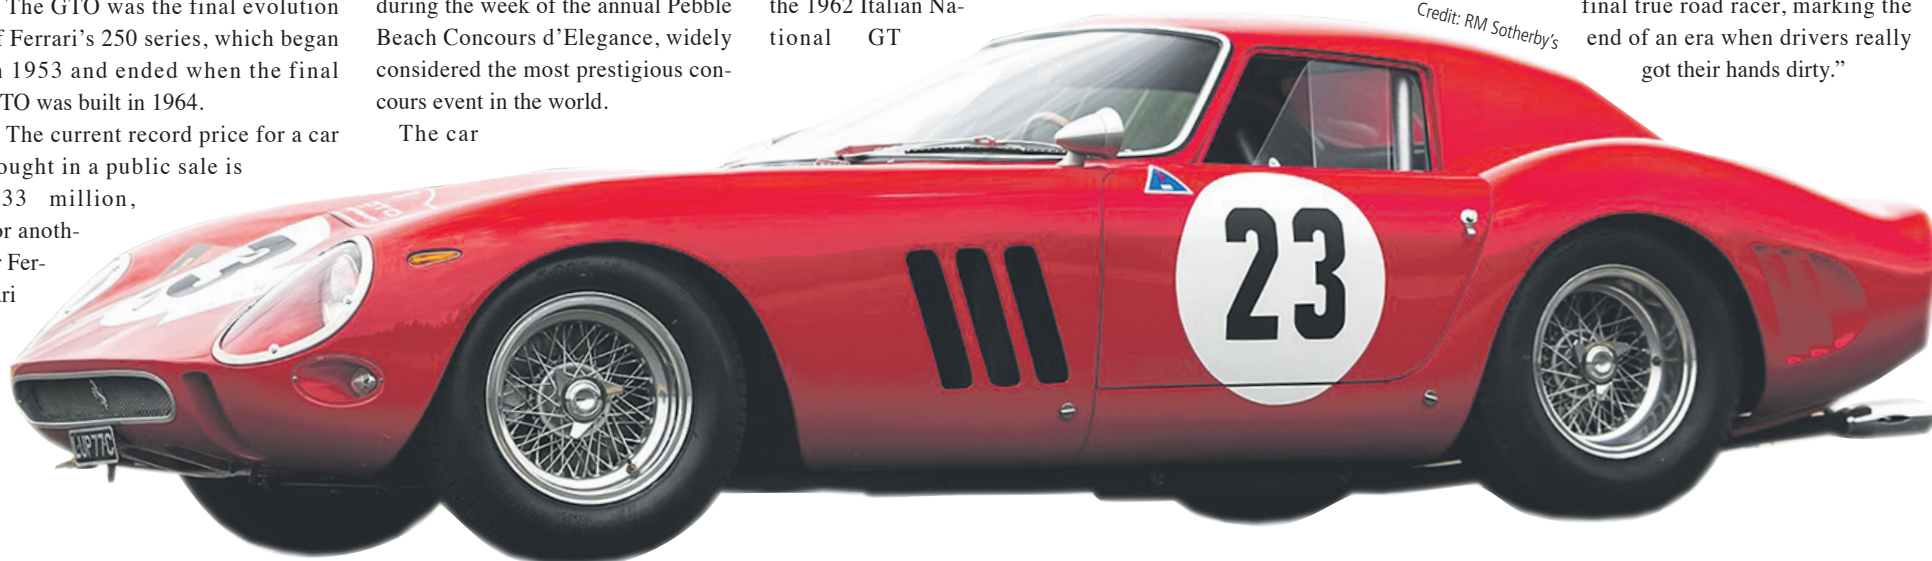 The GTO was the final evolution
Ferrari's 250 series, which began
1953 and ended when the final
TO was built in 1964.
The current record price for a car
ought in a public sale is
33 million,
or anoth-
Fer-
ri
during the week of the annual Pebble
Beach Concours d'Elegance, widely
considered the most prestigious con-
cours event in the world.
The car
the 1962 Italian Na-
tional GT
Credit: RM Sotherby's
final true road racer, marking the
end of an era when drivers really
got their hands dirty."
23